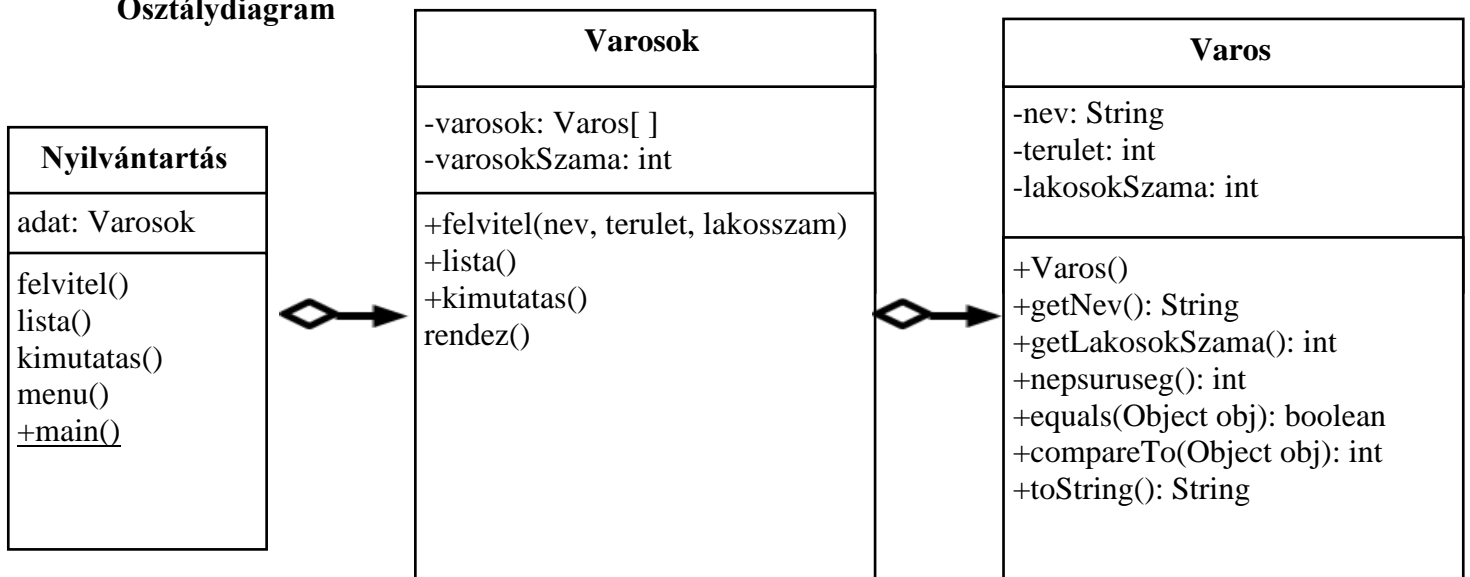 Osztálydiagram
Nyilvántartás
adat: Varosok
felvitel()
lista()
kimutatas()
menu()
+main()
Varosok
-varosok: Varos[ ]
-varosokSzama: int
+felvitel(nev, terulet, lakosszam)
+lista()
+kimutatas()
rendez()
Varos
-nev: String
-terulet: int
-lakosokSzama: int
+Varos()
+getNev(): String
+getLakosokSzama(): int
+nepsuruseg(): int
+equals(Object obj): boolean
+compareTo(Object obj): int
+toString(): String